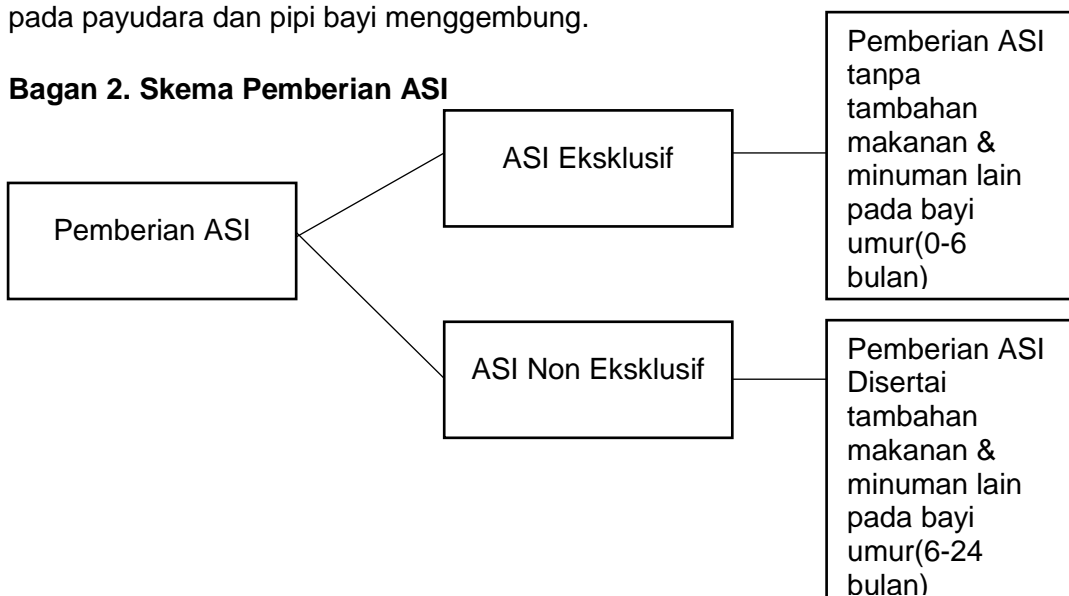 pada payudara dan pipi bayi menggembung.
Bagan 2. Skema Pemberian ASI
Pemberian ASI
ASI Eksklusif
Pemberian ASI
tanpa
tambahan
makanan &
minuman lain
pada bayi
umur(0-6
bulan)
ASI Non Eksklusif
Pemberian ASI
Disertai
tambahan
makanan &
minuman lain
pada bayi
umur(6-24
bulan)